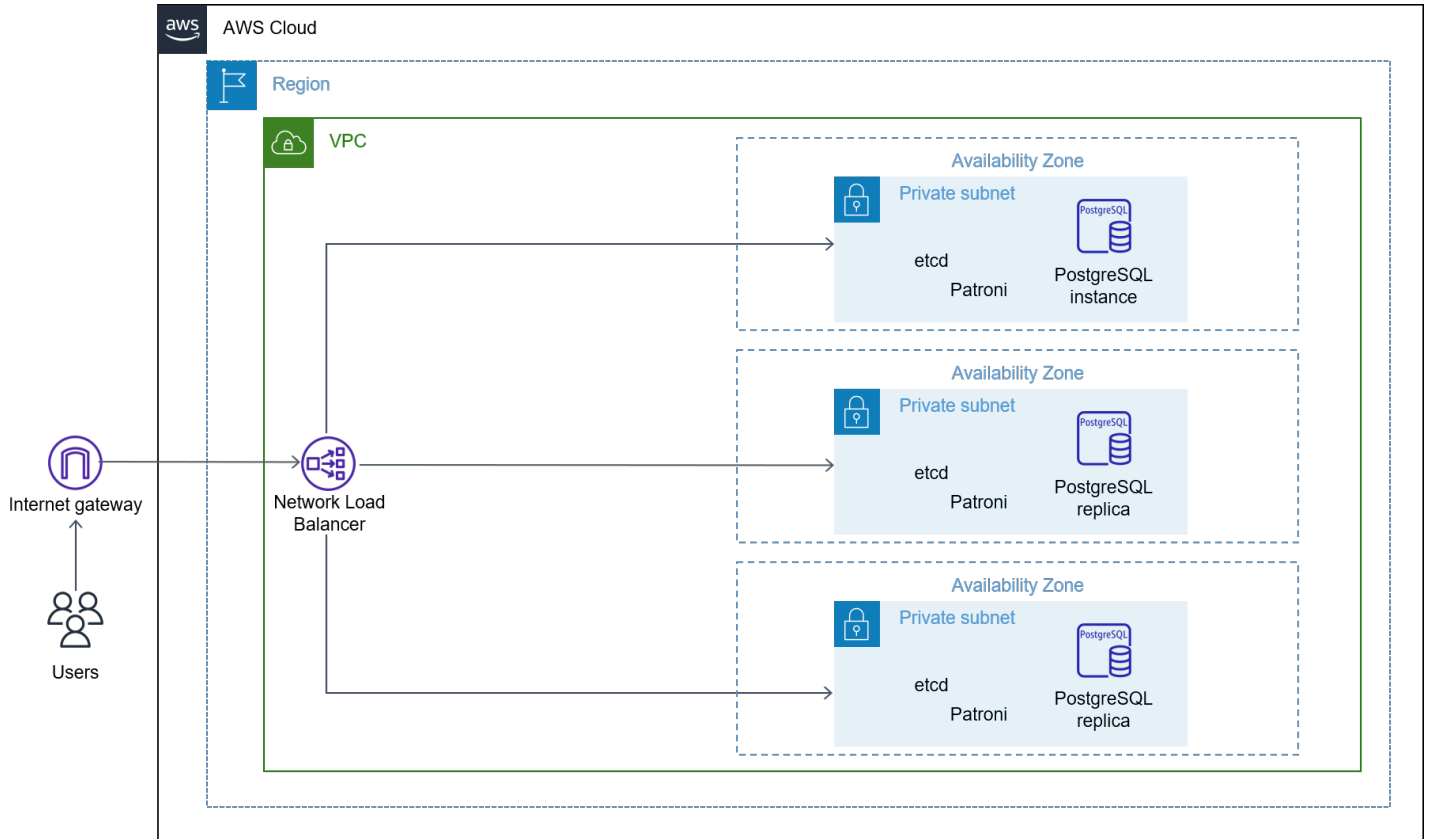 aws
AWS Cloud
Region
VPC
Availability Zone
Private subnet
PostgreSQL
etcd
Patroni
PostgreSQL
instance
Availability Zone
Private subnet
PostgreSQL
etcd
Patroni
PostgreSQL
replica
Internet gateway
Network Load
Balancer
Availability Zone
Private subnet
PostgreSQL
etcd
Patroni
PostgreSQL
replica
Users